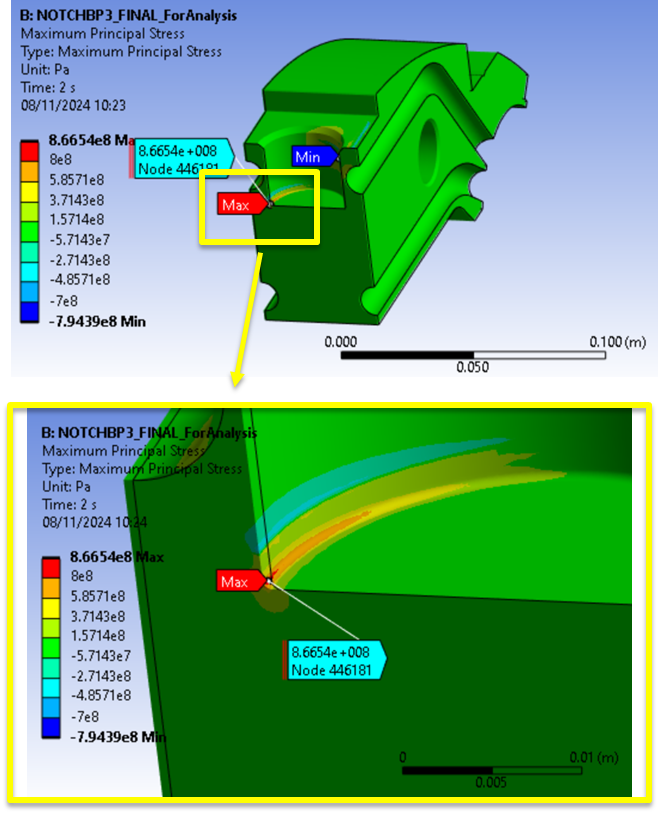 B: NOTCHBP3_FINAL_ForAnalysis
Maximum Principal Stress
Type: Maximum Principal Stress
Unit: Pa
Time: 2 s
08/11/2024 10:23
8.6654e8 Ma
8e8
5.8571e8
3.7143e8
1.5714e8
-5.7143e7
-2.7143e8
-4.8571e8
-7e8
-7.9439e8 Min
8.6654e+008
Node 446181
Min
Max
0.000
0.100 (m)
0.050
B: NOTCHBP3_FINAL_ForAnalysis
Maximum Principal Stress
Type: Maximum Principal Stress
Unit: Pa
Time: 2 s
08/11/2024 10:24
8.6654e8 Max
8e8
5.8571e8
3.7143e8
1.5714e8
-5.7143e7
-2.7143e8
-4.8571e8
-7e8
-7.9439e8 Min
Max
8.6654e+008
Node 446181
0
0.01 (m)
0.005